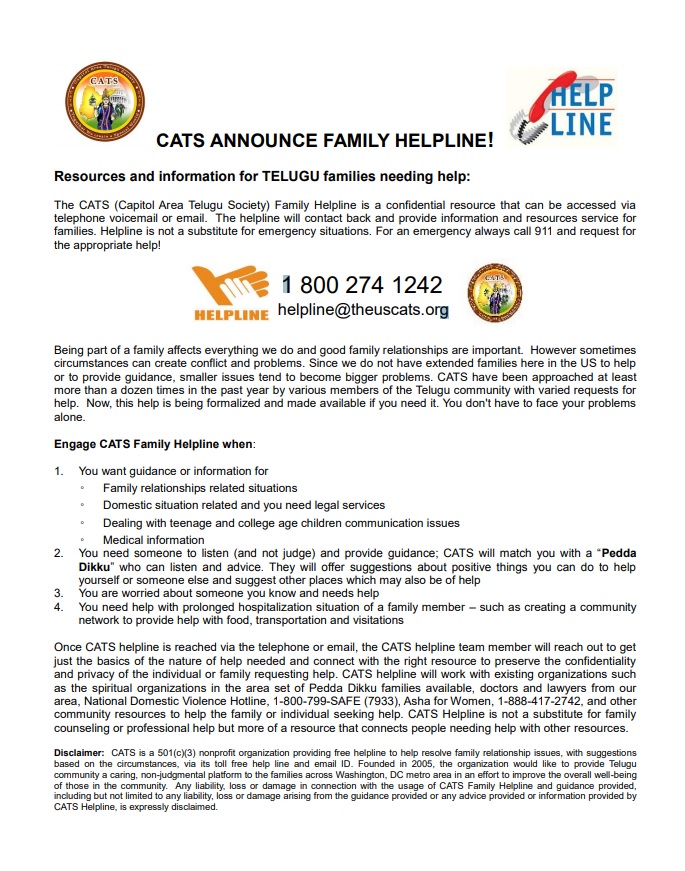 CATS
HELP
LINE
CATS ANNOUNCE FAMILY HELPLINE!
Resources and information for TELUGU families needing help:
The CATS (Capitol Area Telugu Society) Family Helpline is a confidential resource that can be accessed via
telephone voicemail or email.  The helpline will contact back and provide information and resources service for
families. Helpline is not a substitute for emergency situations. For an emergency always call 911 and request for
the appropriate help!
HELPLINE
1 800 274 1242
helpline@theuscats.org
CATS
Being part of a family affects everything we do and good family relationships are important.  However sometimes
circumstances can create conflict and problems. Since we do not have extended families here in the US to help
or to provide guidance, smaller issues tend to become bigger problems. CATS have been approached at least
more than a dozen times in the past year by various members of the Telugu community with varied requests for
help.  Now, this help is being formalized and made available if you need it. You don't have to face your problems
alone.
Engage CATS Family Helpline when:
1. You want guidance or information for
◦ Family relationships related situations
◦ Domestic situation related and you need legal services
◦ Dealing with teenage and college age children communication issues
◦ Medical information
2. You need someone to listen (and not judge) and provide guidance; CATS will match you with a “Pedda
Dikku” who can listen and advice. They will offer suggestions about positive things you can do to help
yourself or someone else and suggest other places which may also be of help
3. You are worried about someone you know and needs help
4. You need help with prolonged hospitalization situation of a family member – such as creating a community
network to provide help with food, transportation and visitations
Once CATS helpline is reached via the telephone or email, the CATS helpline team member will reach out to get
just the basics of the nature of help needed and connect with the right resource to preserve the confidentiality
and privacy of the individual or family requesting help. CATS helpline will work with existing organizations such
as the spiritual organizations in the area set of Pedda Dikku families available, doctors and lawyers from our
area, National Domestic Violence Hotline, 1-800-799-SAFE (7933), Asha for Women, 1-888-417-2742, and other
community resources to help the family or individual seeking help. CATS Helpline is not a substitute for family
counseling or professional help but more of a resource that connects people needing help with other resources.
Disclaimer:  CATS is a 501(c)(3) nonprofit organization providing free helpline to help resolve family relationship issues, with suggestions
based on the circumstances, via its toll free help line and email ID. Founded in 2005, the organization would like to provide Telugu
community a caring, non-judgmental platform to the families across Washington, DC metro area in an effort to improve the overall well-being
of those in the community.  Any liability, loss or damage in connection with the usage of CATS Family Helpline and guidance provided,
including but not limited to any liability, loss or damage arising from the guidance provided or any advice provided or information provided by
CATS Helpline, is expressly disclaimed.